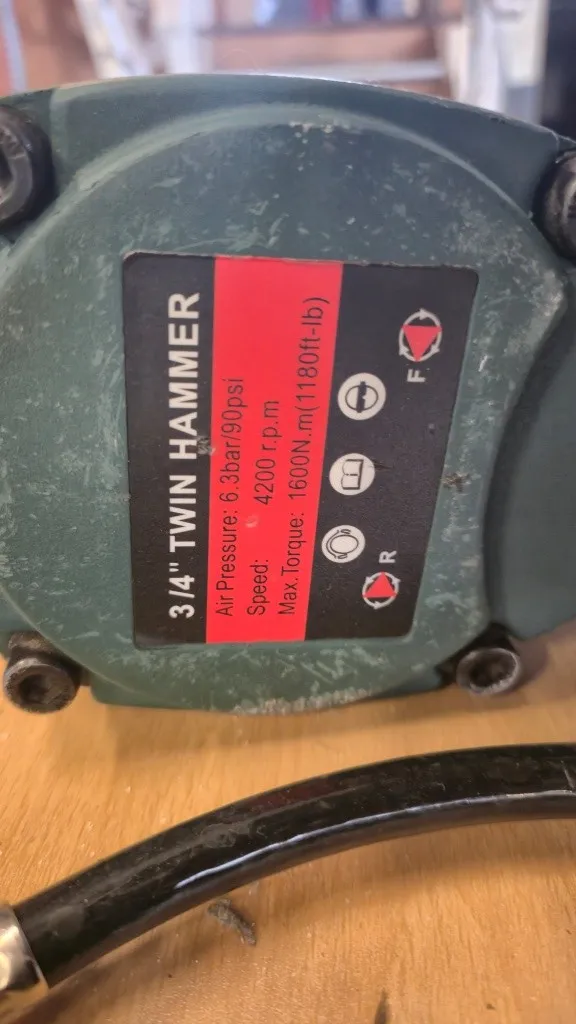 3/4" TWIN HAMMER
Air Pressure: 6.3bar/90psi
Speed: 4200 r.p.m
Max.Torque: 1600N.m(1180ft-lb)
R F